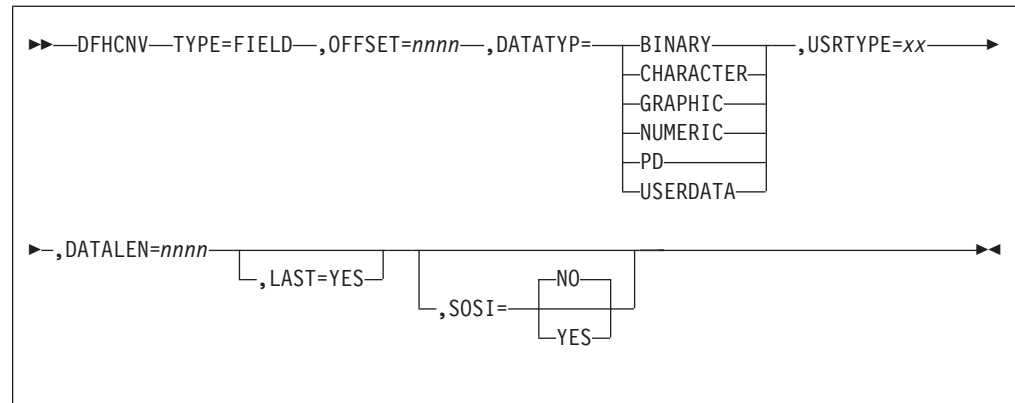 DFHCNV TYPE=FIELD ,OFFSET=nnnn ,DATATYP= BINARY ,USRTYPE=xx
CHARACTER
GRAPHIC
NUMERIC
PD
USERDATA
,DATALEN=nnnn
,LAST=YES
,SOSI= NO
YES